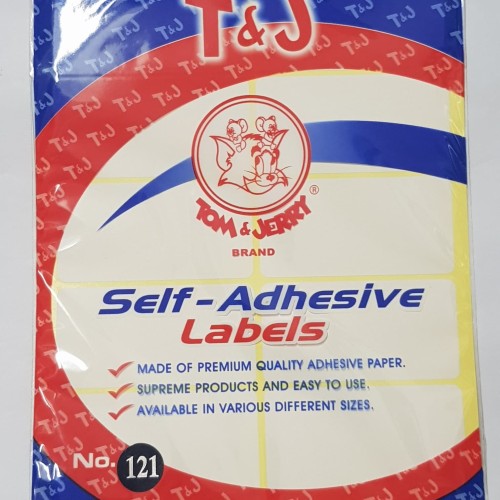 T&J
TOM & JERRY ®
BRAND
Self-Adhesive
Labels
MADE OF PREMIUM QUALITY ADHESIVE PAPER.
SUPREME PRODUCTS AND EASY TO USE.
AVAILABLE IN VARIOUS DIFFERENT SIZES.
No. 121